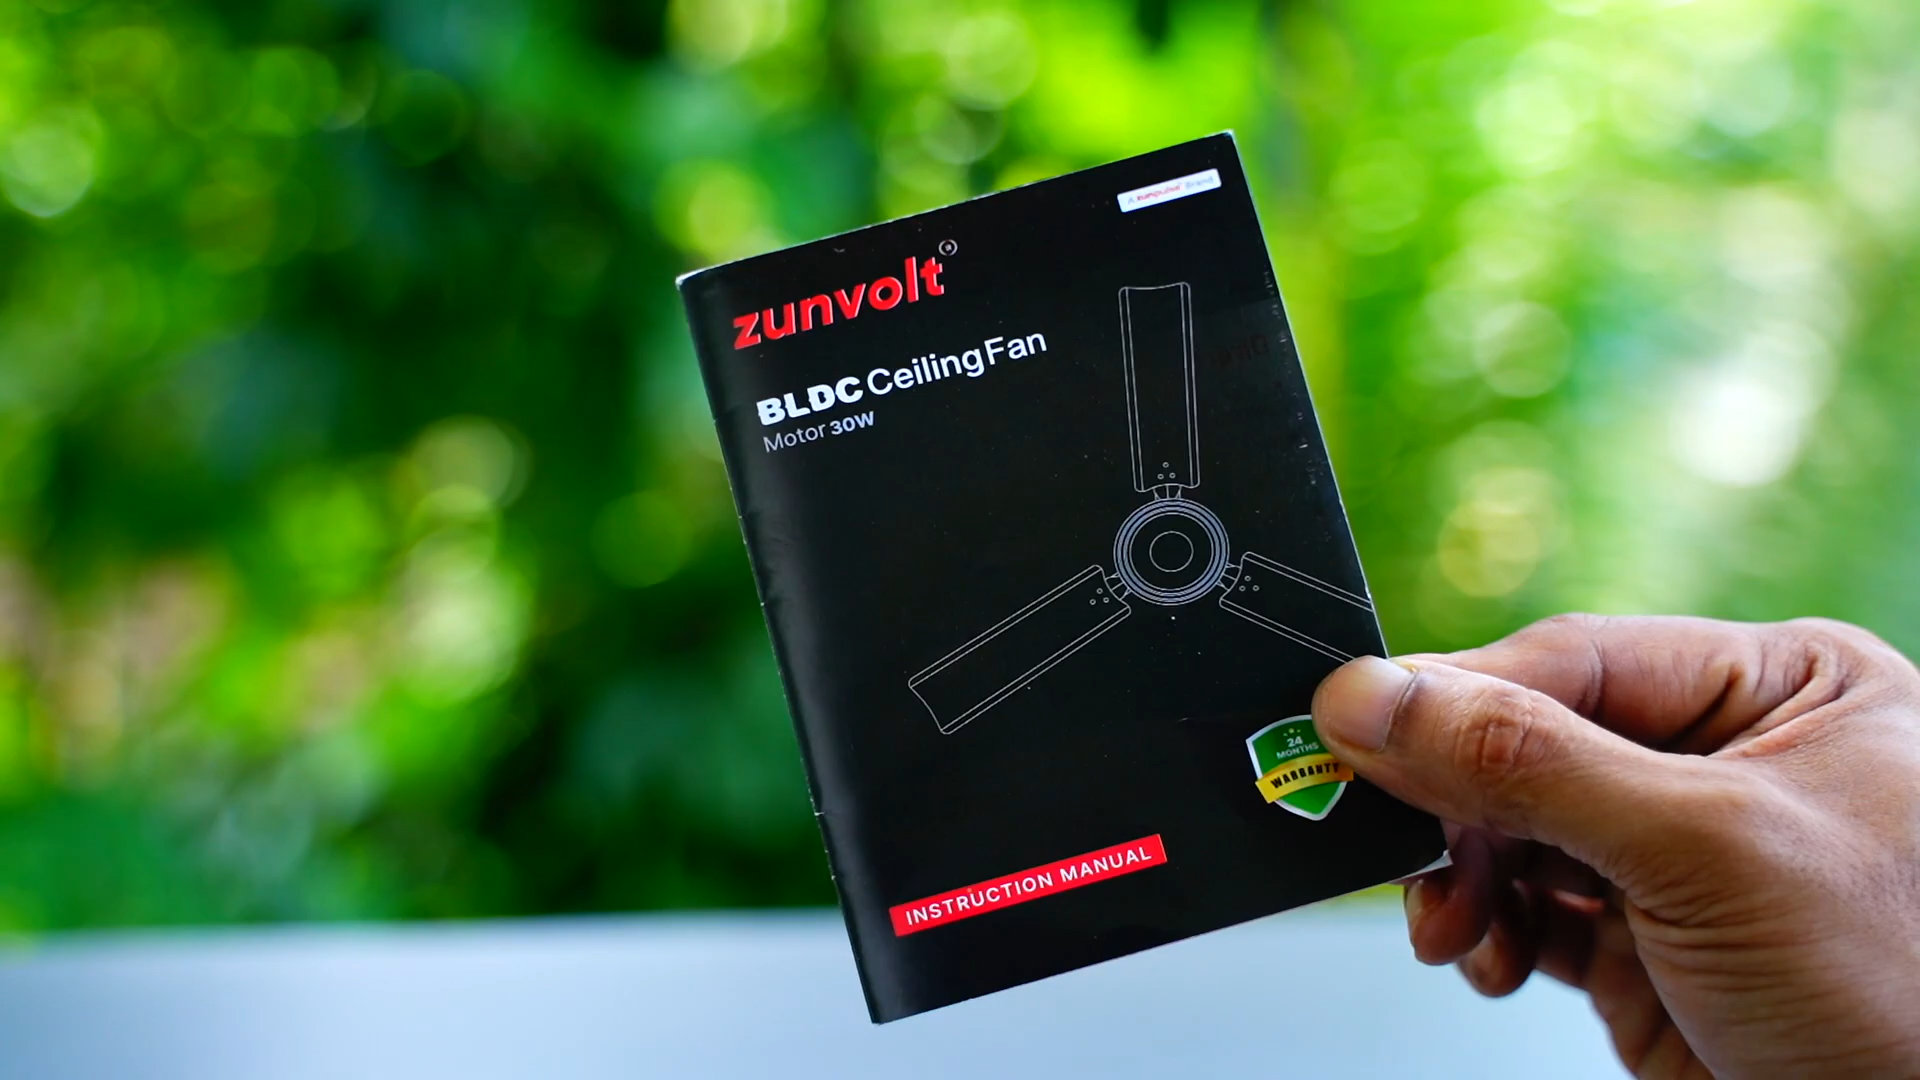 A zunpulse Brand
zunvolt®
BLDC Ceiling Fan
Motor 30W
24
MONTHS
WARRANTY
INSTRUCTION MANUAL